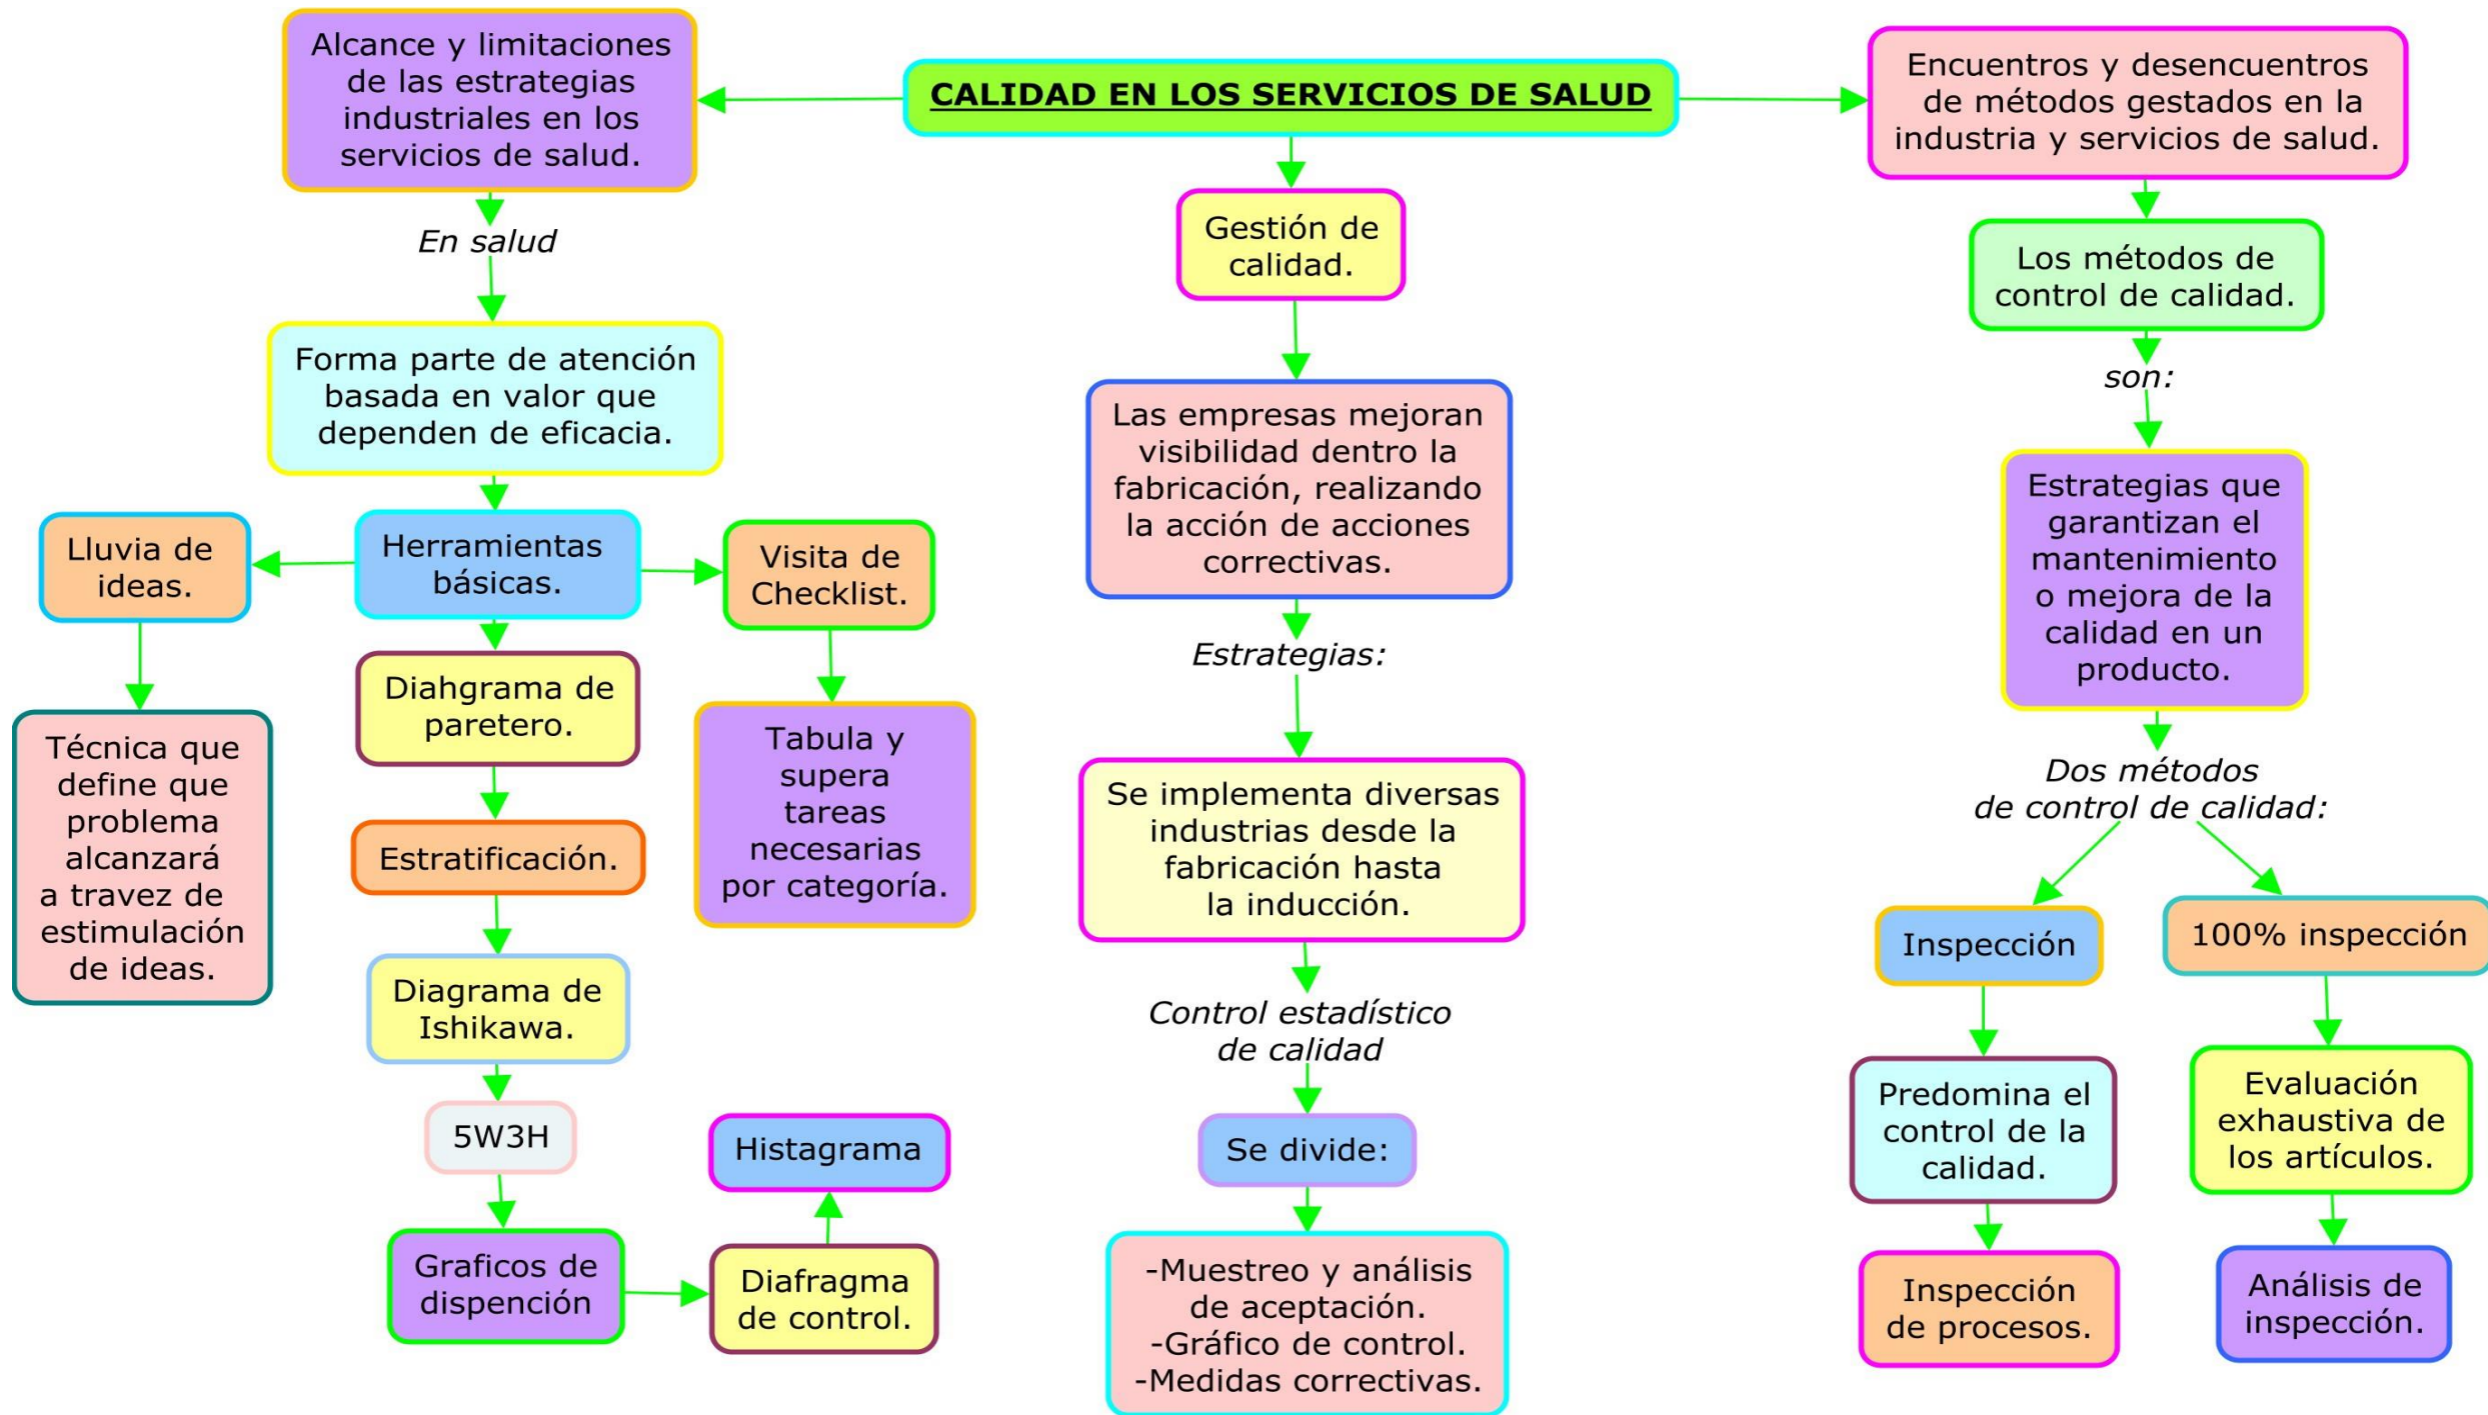 CALIDAD EN LOS SERVICIOS DE SALUD
Alcance y limitaciones
de las estrategias
industriales en los
servicios de salud.
En salud
Forma parte de atención
basada en valor que
dependen de eficacia.
Herramientas
básicas.
Lluvia de
ideas.
Técnica que
define que
problema
alcanzará
a travez de
estimulación
de ideas.
Visita de
Checklist.
Tabula y
supera
tareas
necesarias
por categoría.
Diahgrama de
paretero.
Estratificación.
Diagrama de
Ishikawa.
5W3H
Graficos de
dispención
Diafragma
de control.
Histagrama
Gestión de
calidad.
Las empresas mejoran
visibilidad dentro la
fabricación, realizando
la acción de acciones
correctivas.
Estrategias:
Se implementa diversas
industrias desde la
fabricación hasta
la inducción.
Control estadístico
de calidad
Se divide:
-Muestreo y análisis
de aceptación.
-Gráfico de control.
-Medidas correctivas.
Encuentros y desencuentros
de métodos gestados en la
industria y servicios de salud.
Los métodos de
control de calidad.
son:
Estrategias que
garantizan el
mantenimiento
o mejora de la
calidad en un
producto.
Dos métodos
de control de calidad:
Inspección
Predomina el
control de la
calidad.
Inspección
de procesos.
100% inspección
Evaluación
exhaustiva de
los artículos.
Análisis de
inspección.